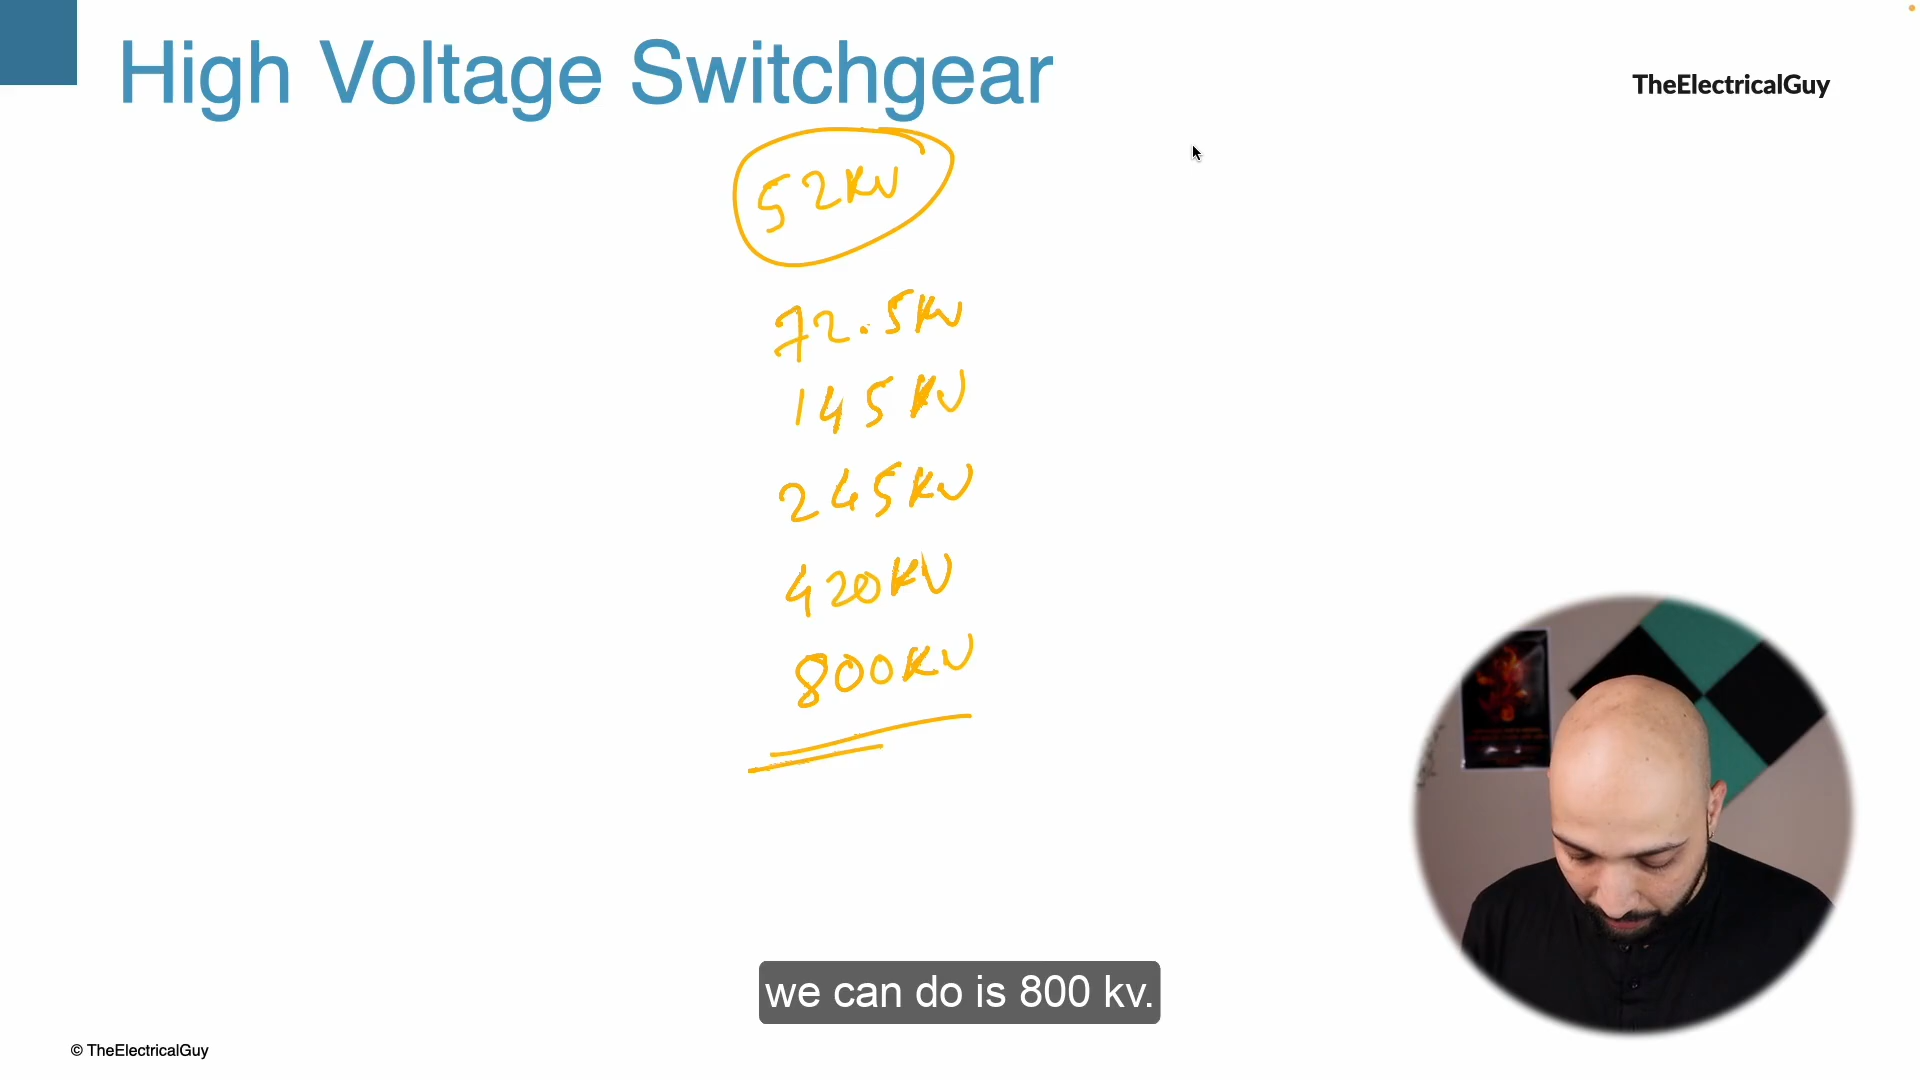 High Voltage Switchgear
TheElectricalGuy
52KV
72.5KV
145KV
245KV
420KV
800KV
we can do is 800 kv.
© TheElectricalGuy